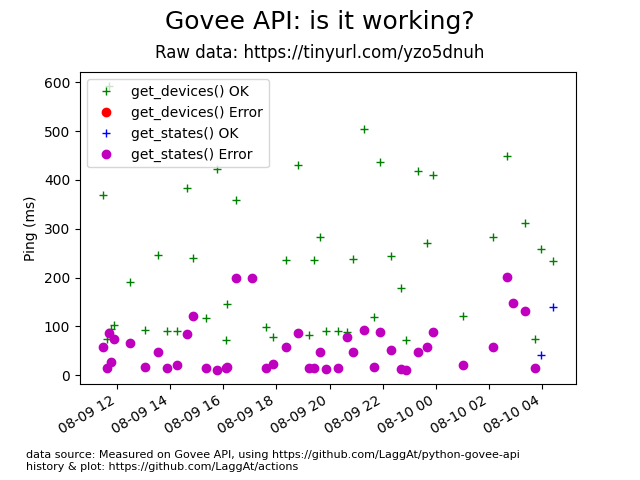 Govee API: is it working?
Raw data: https://tinyurl.com/yzo5dnuh
600
500
400
300
200
100
0
Ping (ms)
get_devices() OK
get_devices() Error
get_states() OK
get_states() Error
08-09 12
08-09 14
08-09 16
08-09 18
08-09 20
08-09 22
08-10 00
08-10 02
08-10 04
data source: Measured on Govee API, using https://github.com/LaggAt/python-govee-api
history & plot: https://github.com/LaggAt/actions